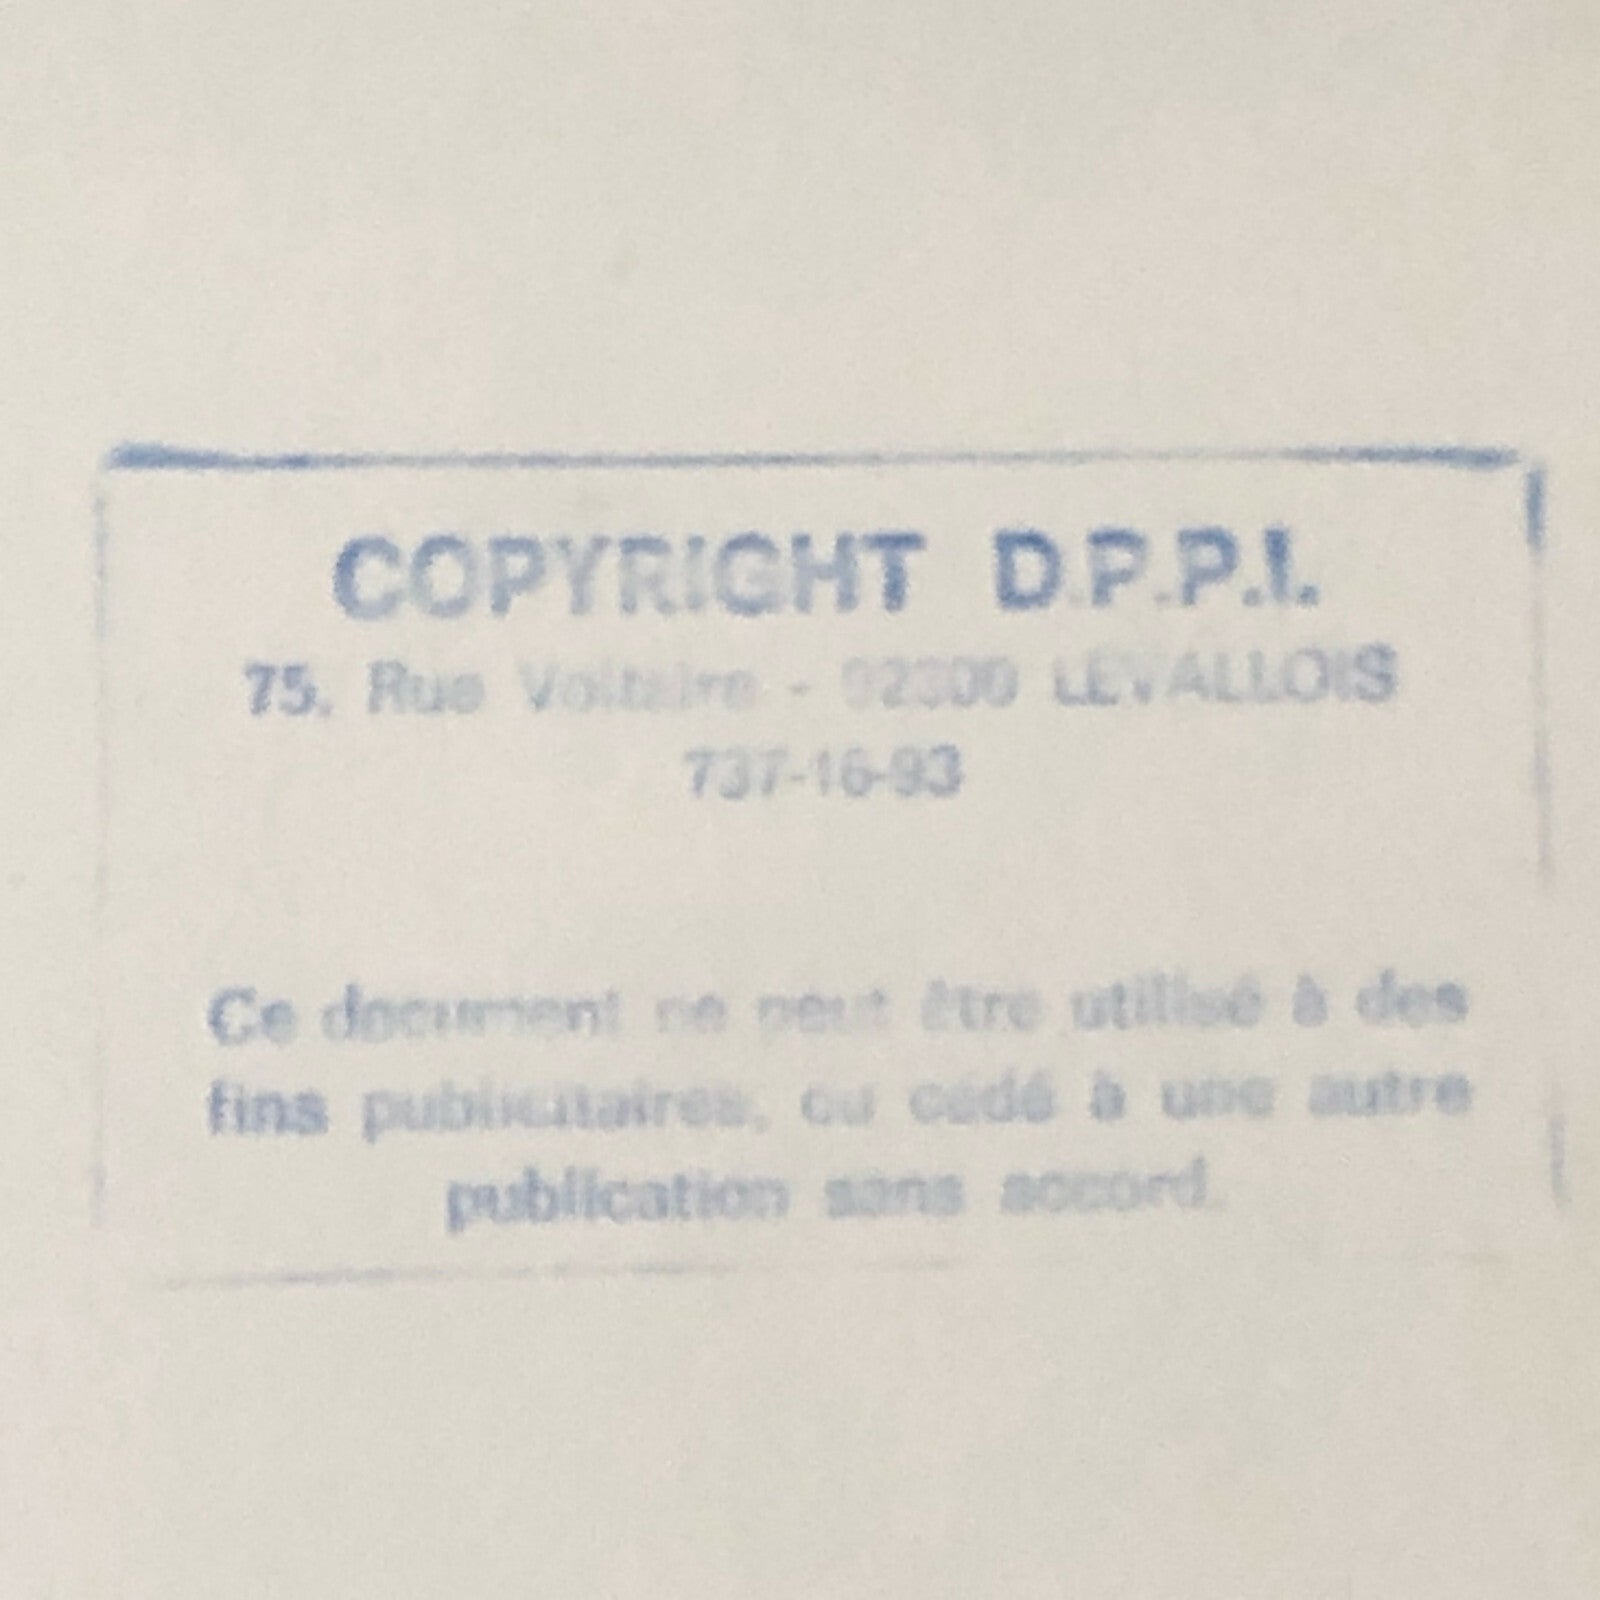 COPYRIGHT D.P.P.I.
75, Rue Voltaire - 92300 LEVALLOIS
737-16-93
Ce document ne peut être utilisé à des
fins publicitaires, ou cédé à une autre
publication sans accord.